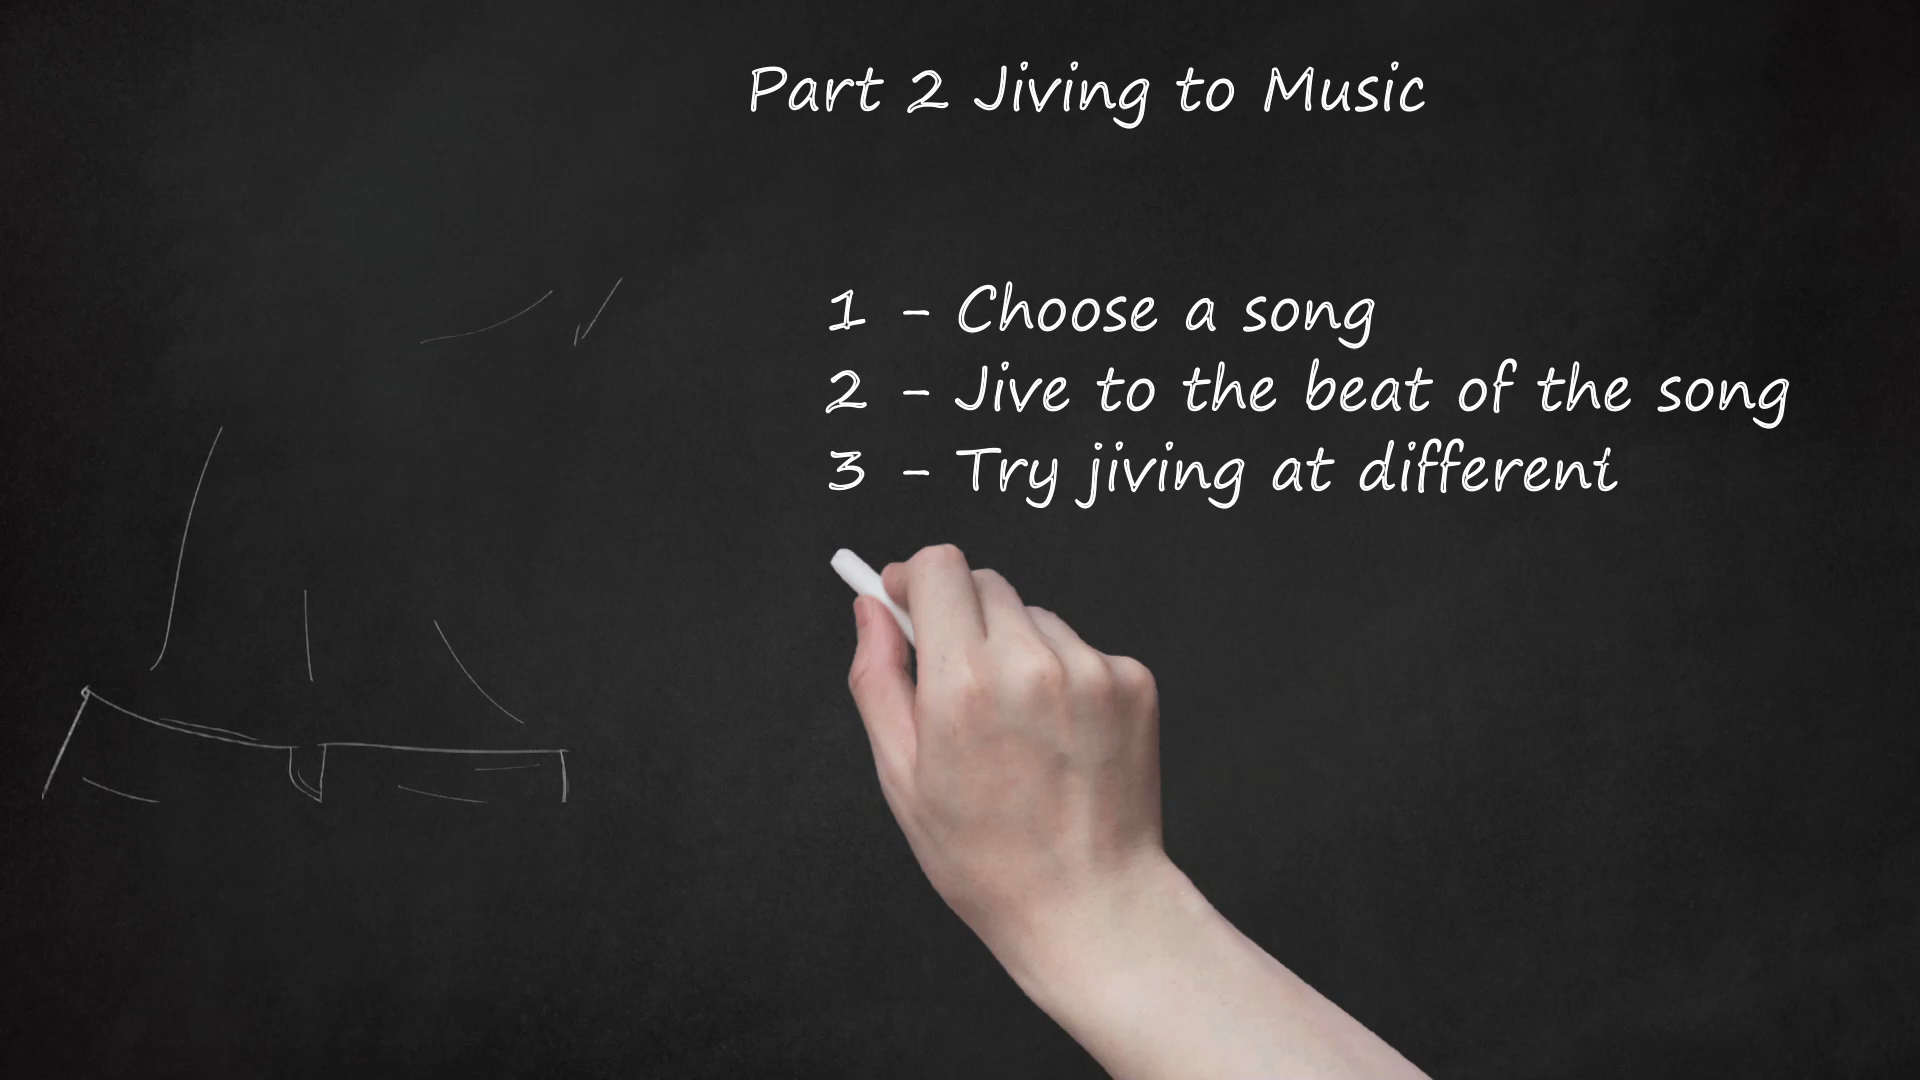 Part 2 Jiving to Music
1 - Choose a song
2 - Jive to the beat of the song
3 - Try jiving at different